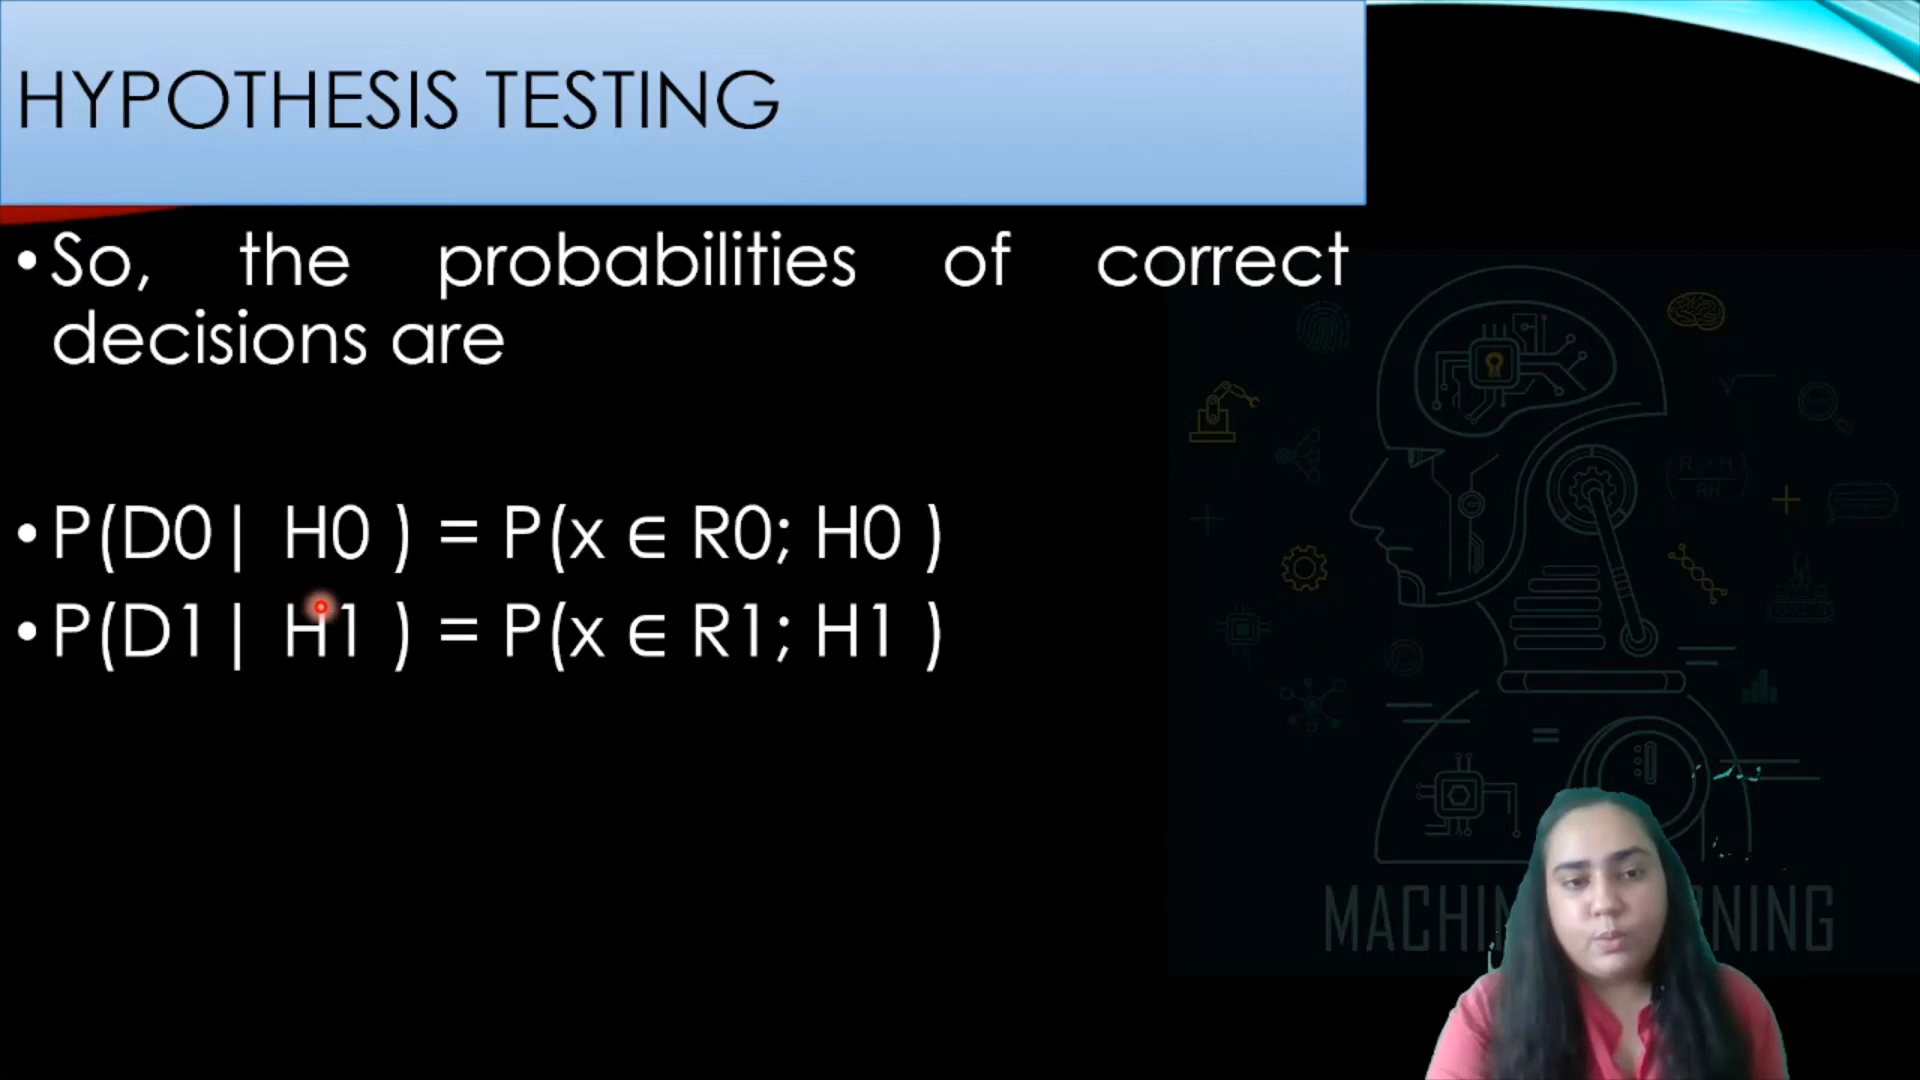 HYPOTHESIS TESTING
•So, the probabilities of correct
decisions are
•P(D0| H0 ) = P(x ∈ R0; H0 )
•P(D1| H1 ) = P(x ∈ R1; H1 )